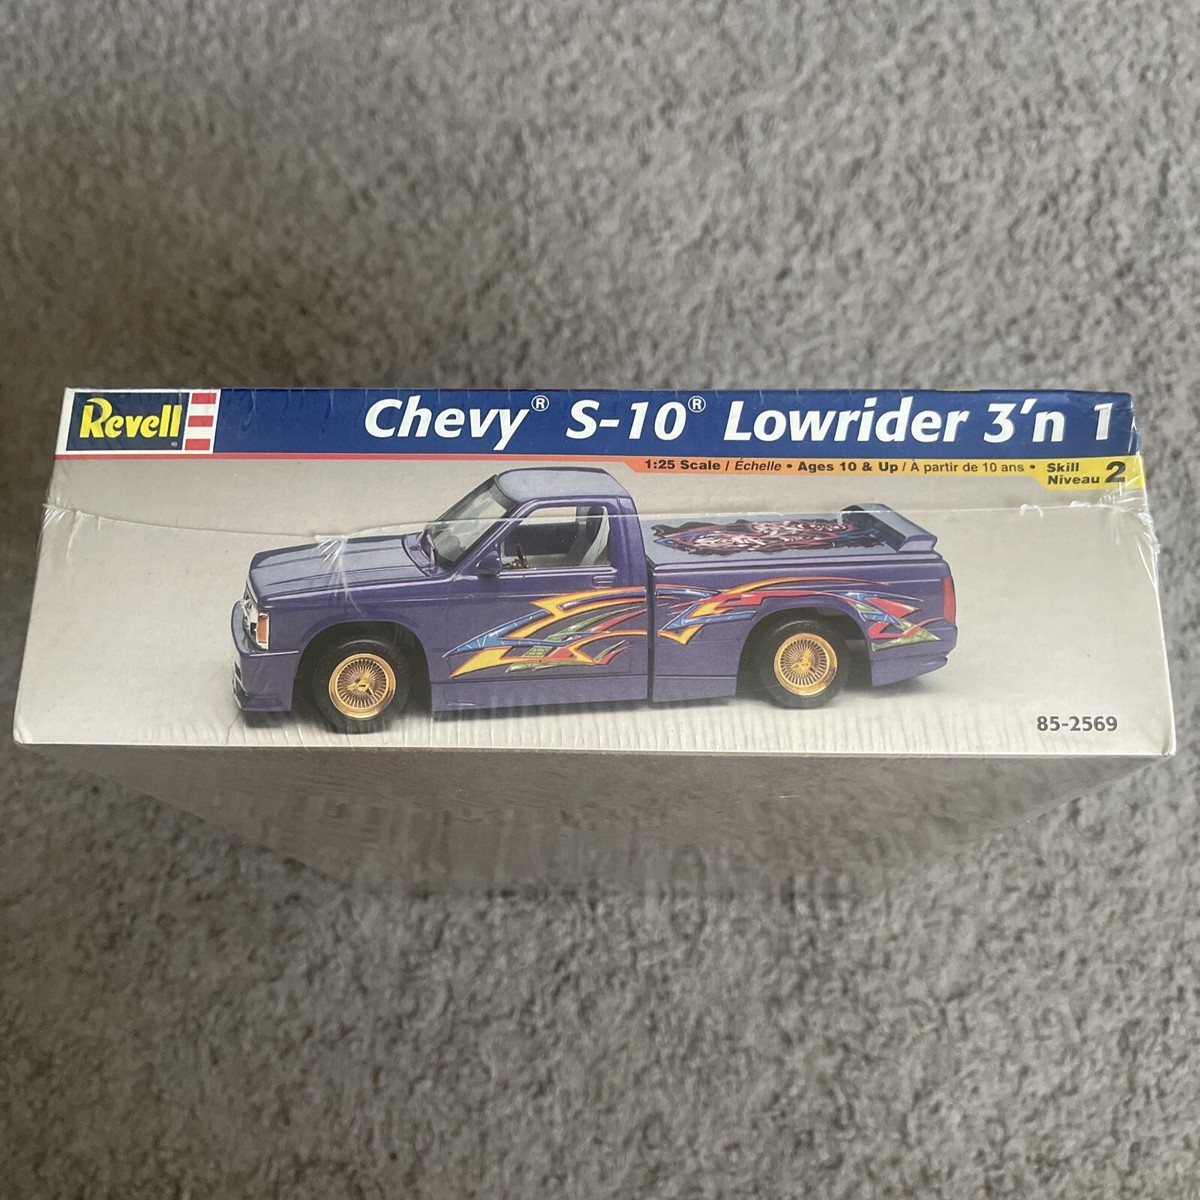 Revell
Chevy® S-10® Lowrider 3'n 1
1:25 Scale / Échelle • Ages 10 & Up / À partir de 10 ans • Skill Niveau 2
85-2569